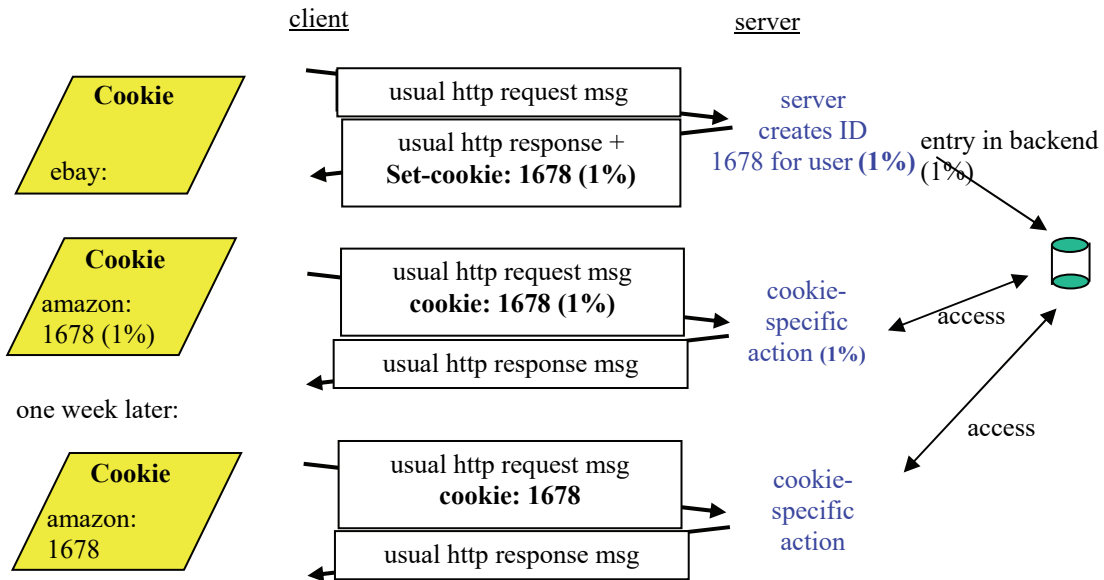 client
server
Cookie
ebay:
usual http request msg
usual http response +
Set-cookie: 1678 (1%)
server
creates ID
1678 for user (1%)
entry in backend
(1%)
Cookie
amazon:
1678 (1%)
usual http request msg
cookie: 1678 (1%)
usual http response msg
cookie-
specific
action (1%)
access
one week later:
access
Cookie
amazon:
1678
usual http request msg
cookie: 1678
usual http response msg
cookie-
specific
action